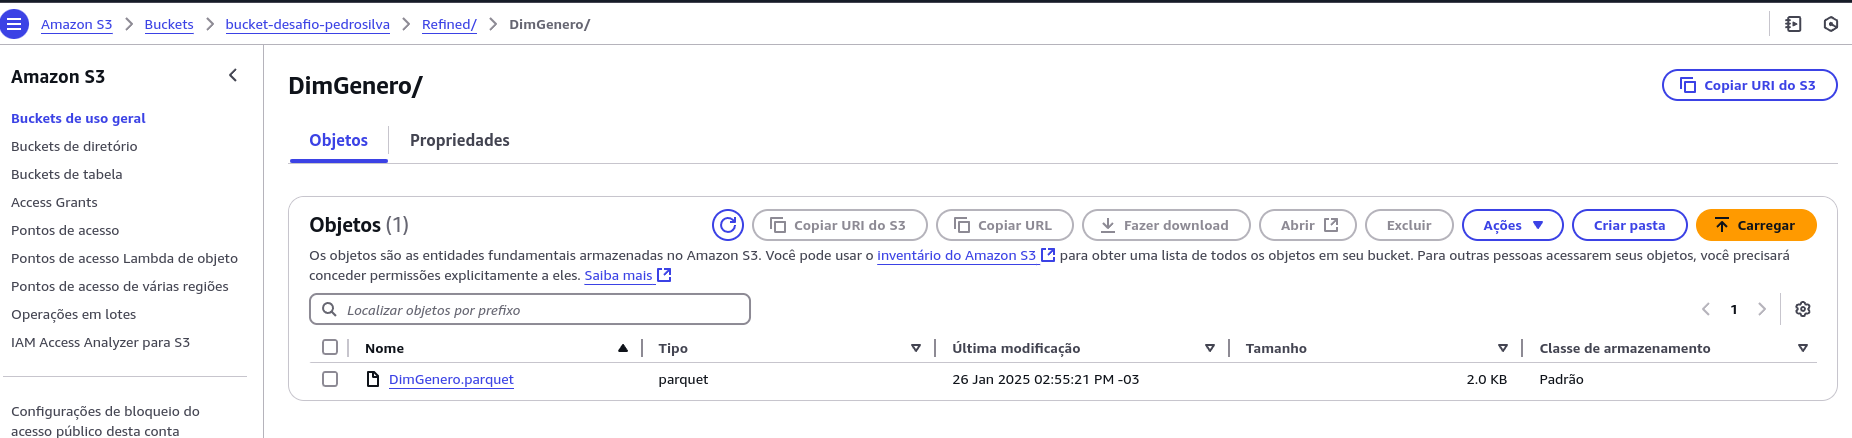 Amazon S3 > Buckets > bucket-desafio-pedrosilva > Refined/ > DimGenero/
Amazon S3
Buckets de uso geral
Buckets de diretório
Buckets de tabela
Access Grants
Pontos de acesso
Pontos de acesso Lambda de objeto
Pontos de acesso de várias regiões
Operações em lotes
IAM Access Analyzer para S3
Configurações de bloqueio do
acesso público desta conta
DimGenero/
Copiar URI do S3
Objetos Propriedades
Objetos (1)
Copiar URI do S3 Copiar URL Fazer download Abrir Excluir Ações Criar pasta Carregar
Os objetos são as entidades fundamentais armazenadas no Amazon S3. Você pode usar o inventário do Amazon S3 para obter uma lista de todos os objetos em seu bucket. Para outras pessoas acessarem seus objetos, você precisará
conceder permissões explicitamente a eles. Saiba mais
Localizar objetos por prefixo
1
Nome Tipo Última modificação Tamanho Classe de armazenamento
DimGenero.parquet parquet 26 Jan 2025 02:55:21 PM -03 2.0 KB Padrão